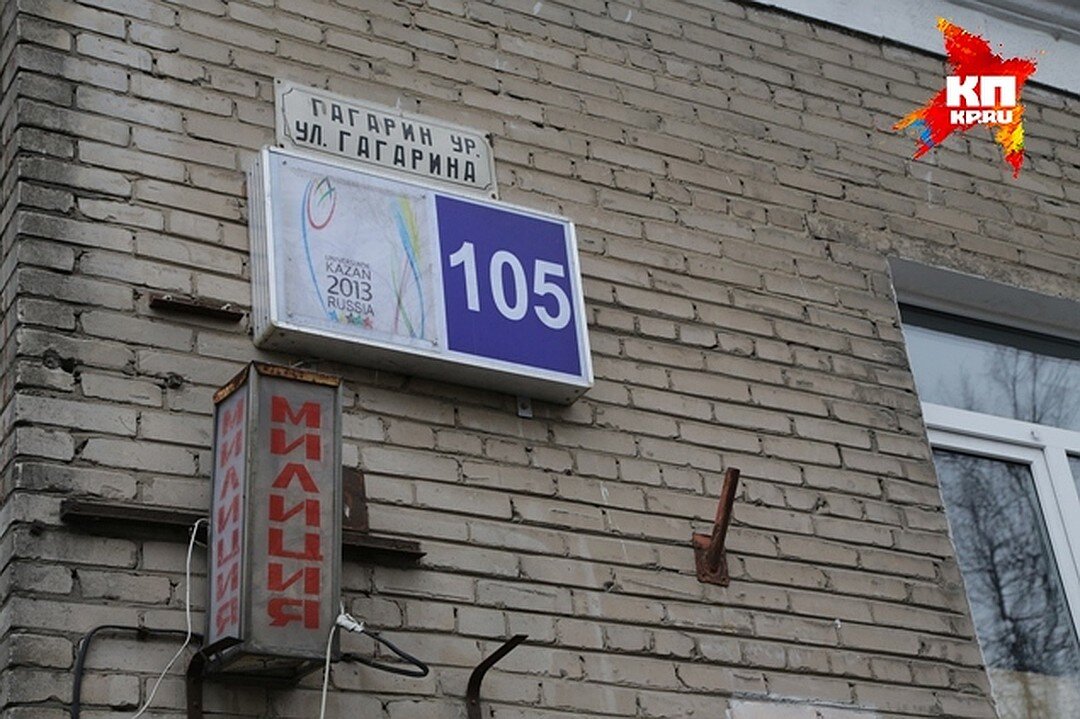 КП
KP.RU
ГАГАРИН УР.
УЛ. ГАГАРИНА
UNIVERSIADE
KAZAN
2013
RUSSIA
105
МИЛИЦИЯ
МИЛИЦИЯ